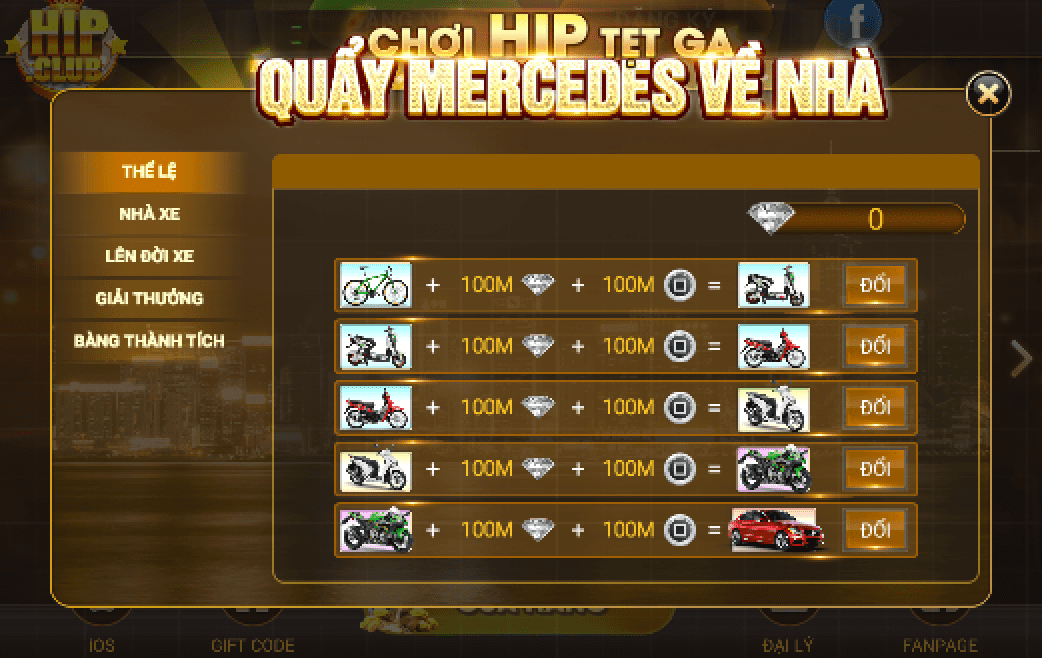 HIP
.CLUB
ĐĂNG KÝ
f
CHƠI HIP TẸT GA
QUẨY MERCEDES VỀ NHÀ
THỂ LỆ
NHÀ XE
LÊN ĐỜI XE
GIẢI THƯỞNG
BẢNG THÀNH TÍCH
0
+ 100M + 100M = ĐỔI
+ 100M + 100M = ĐỔI
+ 100M + 100M = ĐỔI
+ 100M + 100M = ĐỔI
+ 100M + 100M = ĐỔI
IOS
GIFT CODE
ĐẠI LÝ
FANPAGE